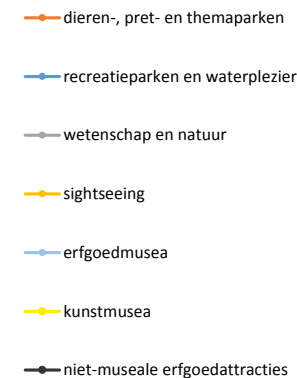 dieren-, pret- en themaparken
recreatieparken en waterplezier
wetenschap en natuur
sightseeing
erfgoedmusea
kunstmusea
niet-museale erfgoedattracties